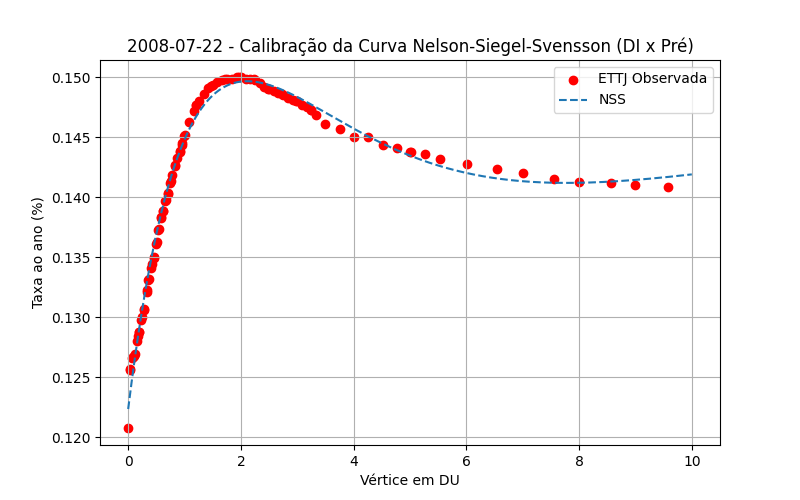 2008-07-22 - Calibração da Curva Nelson-Siegel-Svensson (DI x Pré)
ETTJ Observada
NSS
Taxa ao ano (%)
0.150
0.145
0.140
0.135
0.130
0.125
0.120
0 2 4 6 8 10
Vértice em DU